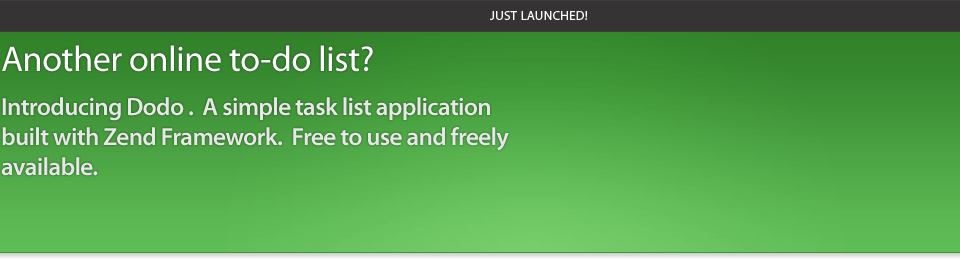 JUST LAUNCHED!
Another online to-do list?
Introducing Dodo .  A simple task list application
built with Zend Framework.  Free to use and freely
available.